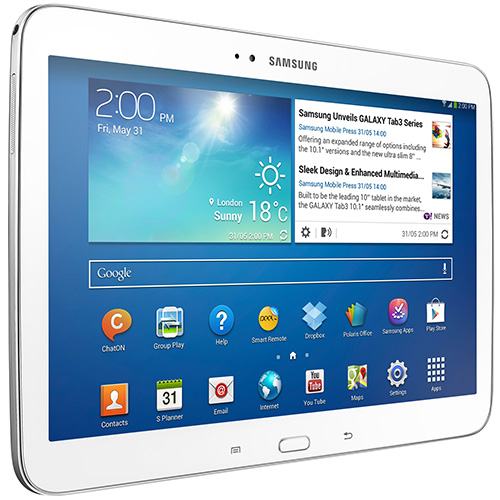 SAMSUNG
2:00 PM
2:00 PM
Fri, May 31
London
Sunny 18°C
31/05 2:00 PM
Samsung Unveils GALAXY Tab3 Series
Samsung Mobile Press 31/05 14:00
Offering an expanded range of options including
the 10.1" versions and the new ultra slim 8"...
Sleek Design & Enhanced Multimedia...
Samsung Mobile Press 31/05 14:00
Built to be the leading 10" tablet in the market,
the GALAXY Tab3 10.1" seamlessly combines...
Y! NEWS
31/05 2:00 PM
Google
ChatON Group Play Help Smart Remote Dropbox Polaris Office Samsung Apps Play Store
31
Contacts S Planner Email Internet You Tube YouTube Maps Settings Apps